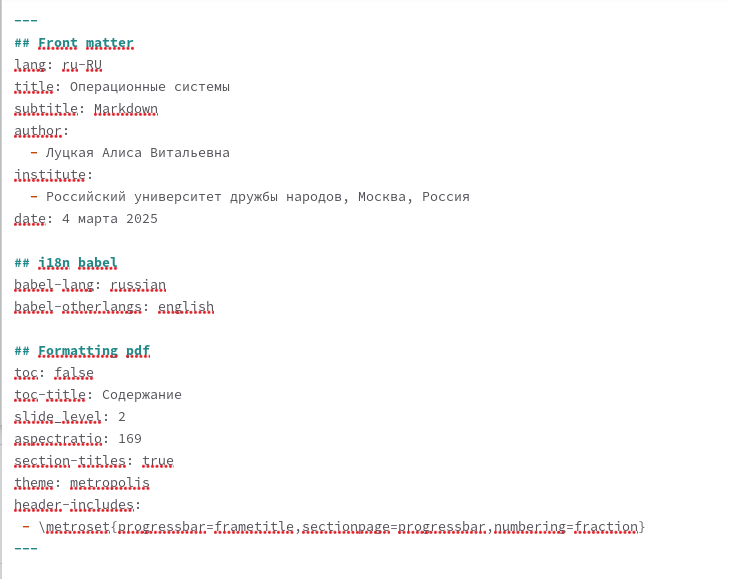 ---
## Front matter
lang: ru-RU
title: Операционные системы
subtitle: Markdown
author:
  - Луцкая Алиса Витальевна
institute:
  - Российский университет дружбы народов, Москва, Россия
date: 4 марта 2025

## i18n babel
babel-lang: russian
babel-otherlangs: english

## Formatting pdf
toc: false
toc-title: Содержание
slide_level: 2
aspectratio: 169
section-titles: true
theme: metropolis
header-includes:
 - \metroset{progressbar=frametitle,sectionpage=progressbar,numbering=fraction}
---